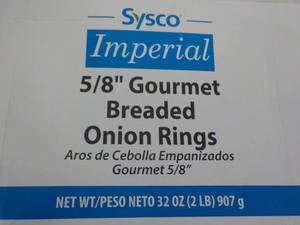 Sysco
Imperial
5/8" Gourmet
Breaded
Onion Rings
Aros de Cebolla Empanizados
Gourmet 5/8"
NET WT/PESO NETO 32 OZ (2 LB) 907 g